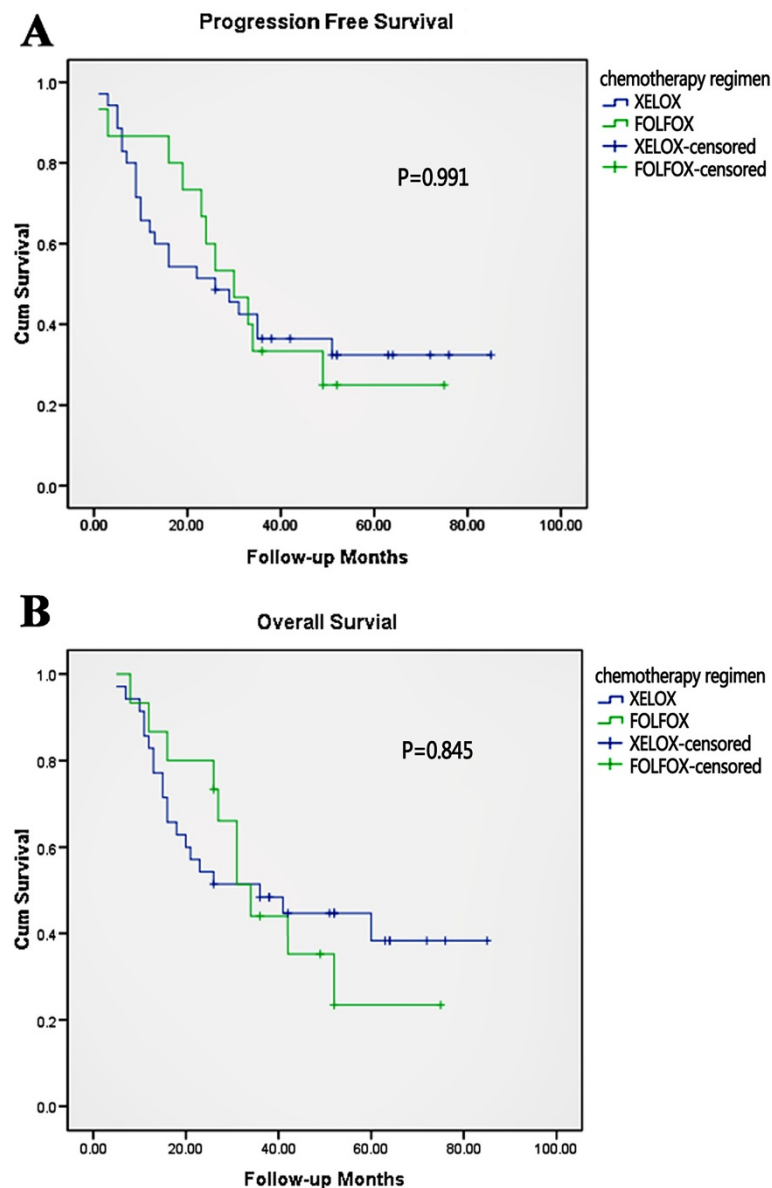 A
Progression Free Survival
chemotherapy regimen
XELOX
FOLFOX
XELOX-censored
FOLFOX-censored
P=0.991
Cum Survival
1.0
0.8
0.6
0.4
0.2
0.0
0.00 20.00 40.00 60.00 80.00 100.00
Follow-up Months
B
Overall Survial
chemotherapy regimen
XELOX
FOLFOX
XELOX-censored
FOLFOX-censored
P=0.845
Cum Survival
1.0
0.8
0.6
0.4
0.2
0.0
0.00 20.00 40.00 60.00 80.00 100.00
Follow-up Months